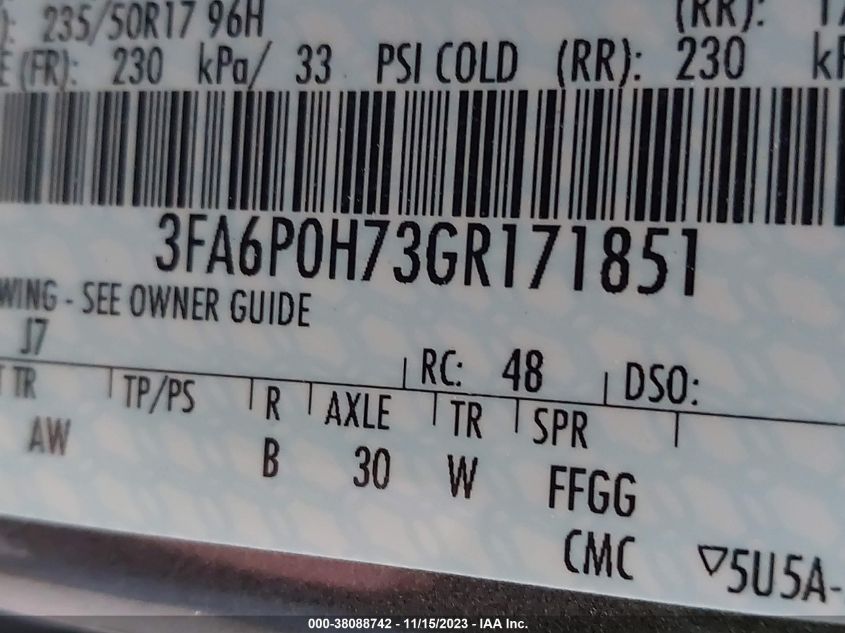 ): 235/50R17 96H (RR):
(FR): 230 kPa/ 33 PSI COLD (RR): 230
3FA6P0H73GR171851
WING - SEE OWNER GUIDE
J7
RC: 48 DSO:
TR TP/PS R AXLE TR SPR
AW B 30 W FFGG
CMC ▽5U5A-
000-38088742 - 11/15/2023 - IAA Inc.